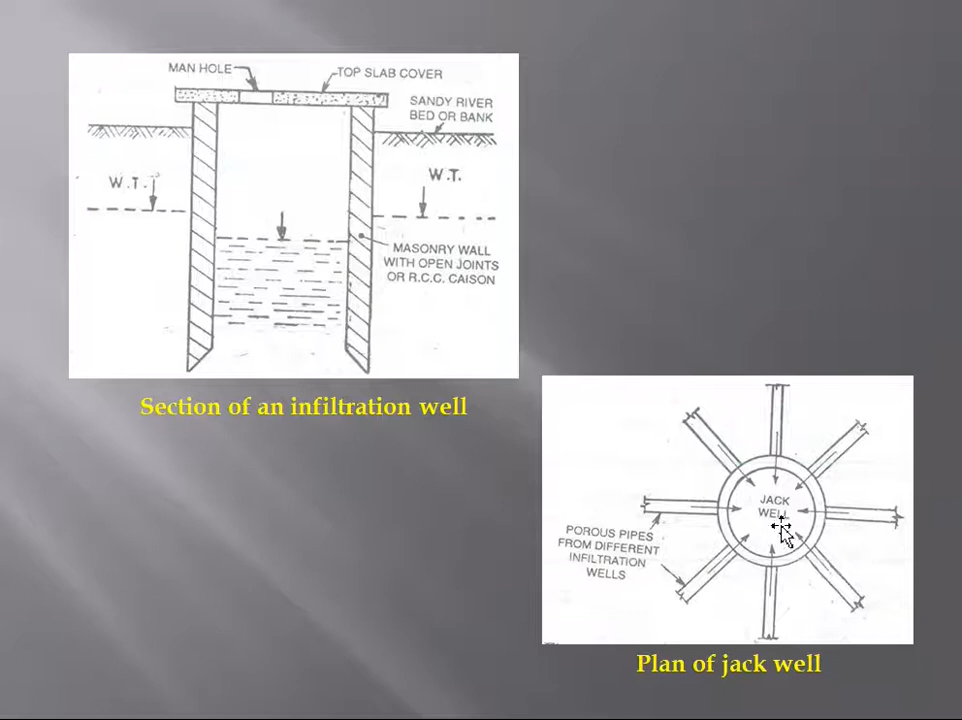 MAN HOLE
TOP SLAB COVER
SANDY RIVER
BED OR BANK
W.T.
W.T.
MASONRY WALL
WITH OPEN JOINTS
OR R.C.C. CAISON
Section of an infiltration well
JACK
WELL
POROUS PIPES
FROM DIFFERENT
INFILTRATION
WELLS
Plan of jack well